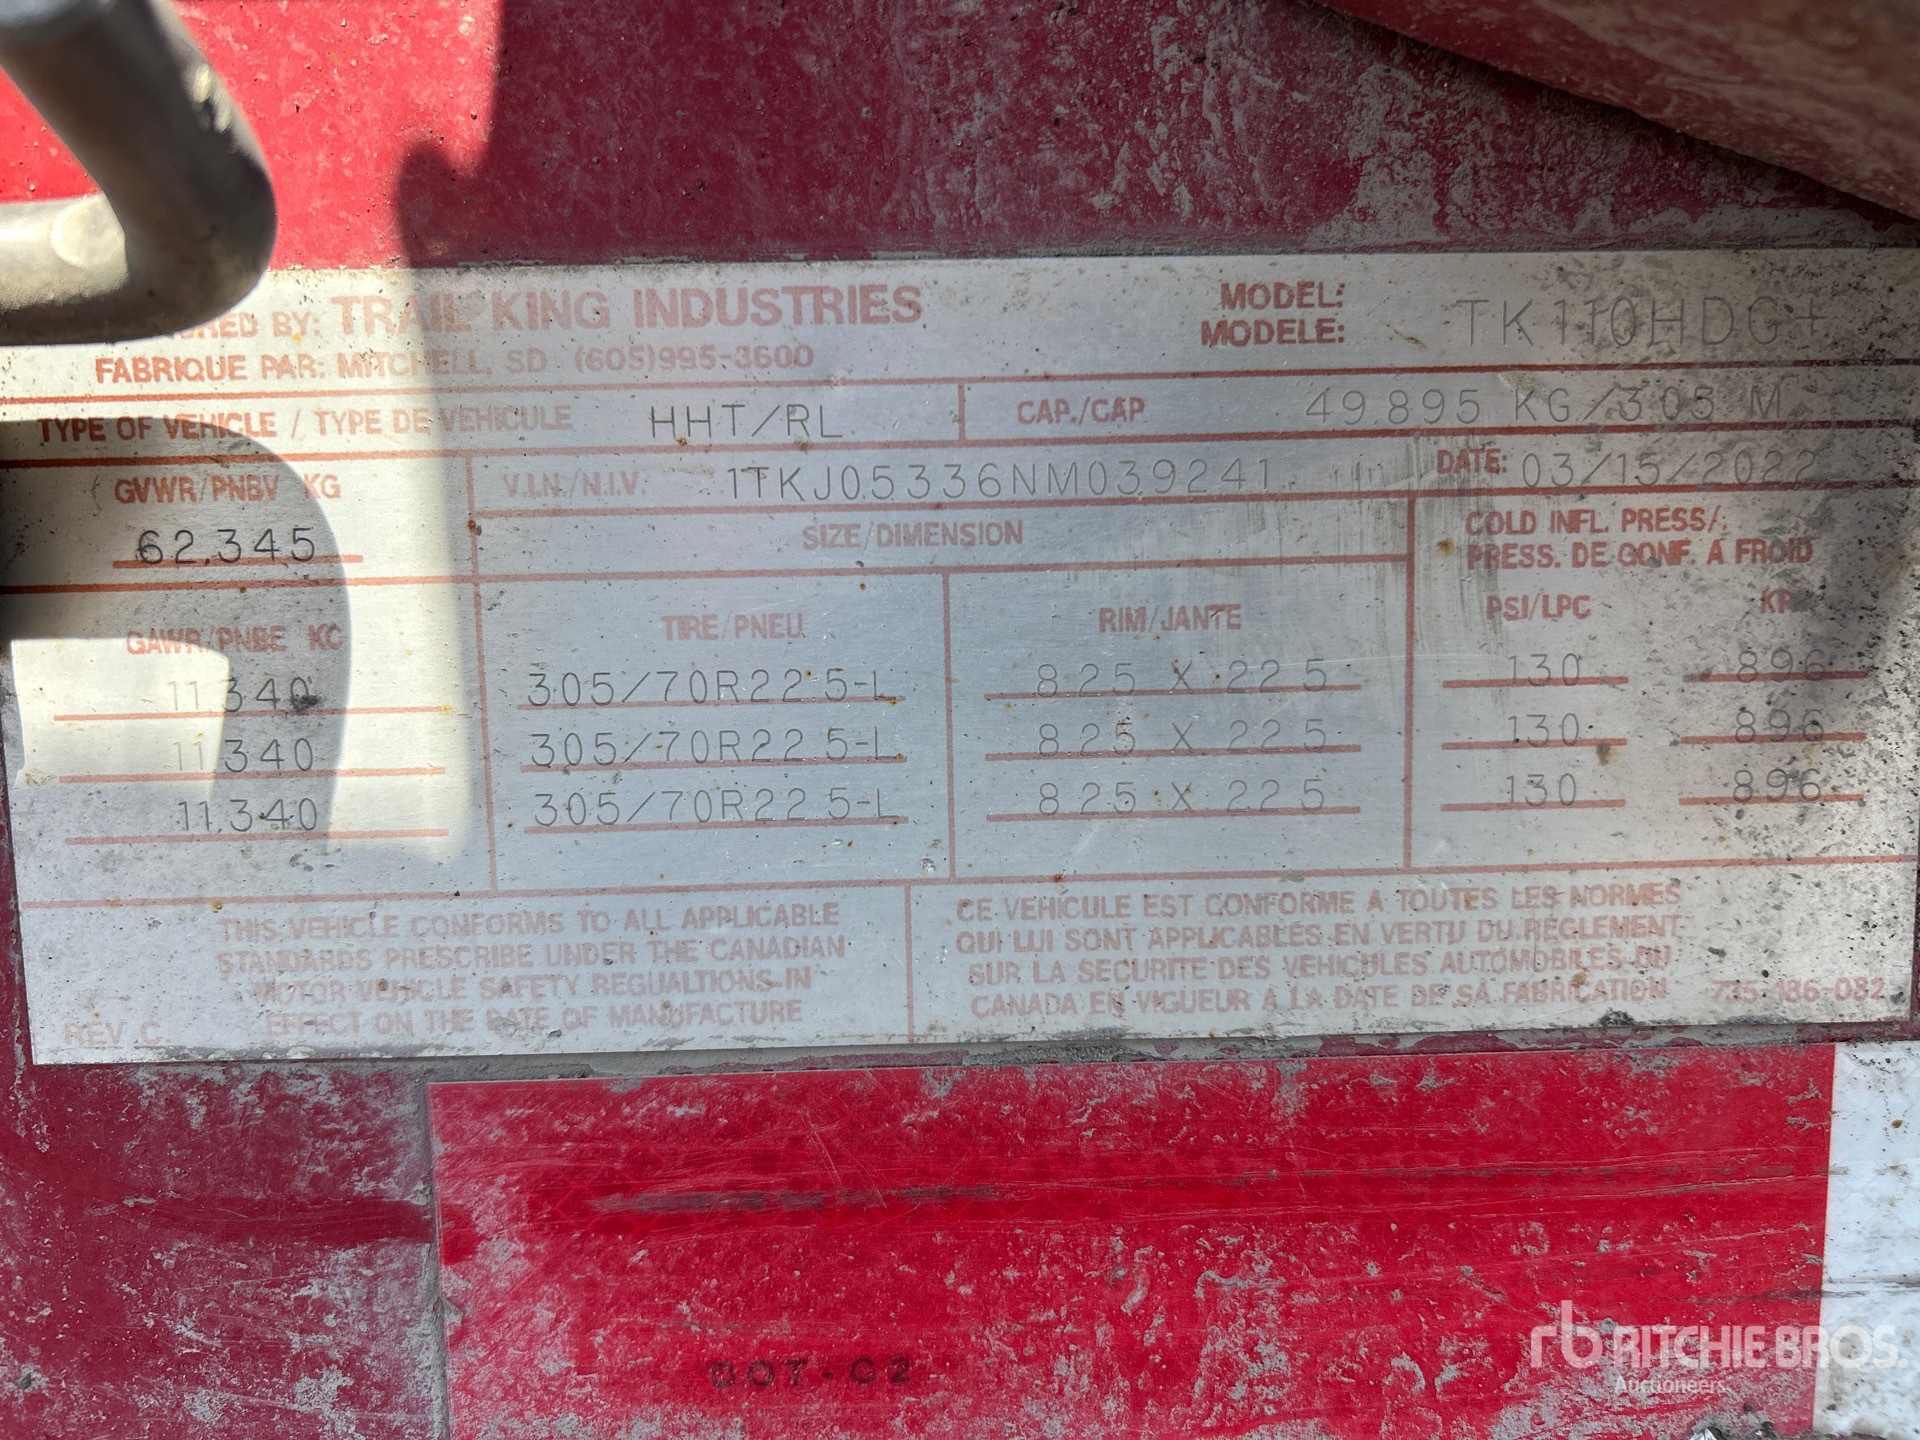 BY: TRAIL KING INDUSTRIES
FABRIQUE PAR: MITCHELL, SD (605)995-3600
MODEL:
MODELE: TK110HDG+
TYPE OF VEHICLE / TYPE DE VEHICULE HHT/RL
CAP./CAP 49,895 KG/3.05 M
GVWR/PNBV KG
62,345
V.I.N./N.I.V. 1TKJ05336NM039241
DATE: 03/15/2022
SIZE/DIMENSION
COLD INFL. PRESS/
PRESS. DE GONF. A FROID
GAWR/PNBE KG TIRE/PNEU RIM/JANTE PSI/LPC
11,340 305/70R22.5-L 8.25 X 22.5 130 896
11,340 305/70R22.5-L 8.25 X 22.5 130 896
11,340 305/70R22.5-L 8.25 X 22.5 130 896
THIS VEHICLE CONFORMS TO ALL APPLICABLE
STANDARDS PRESCRIBE UNDER THE CANADIAN
MOTOR VEHICLE SAFETY REGUALTIONS IN
EFFECT ON THE DATE OF MANUFACTURE
REV C
CE VEHICULE EST CONFORME A TOUTES LES NORMES
QUI LUI SONT APPLICABLES EN VERTU DU REGLEMENT
SUR LA SECURITE DES VEHICULES AUTOMOBILES DU
CANADA EN VIGUEUR A LA DATE DE SA FABRICATION
735-486-082
DOT-C2
rb RITCHIE BROS.
Auctioneers